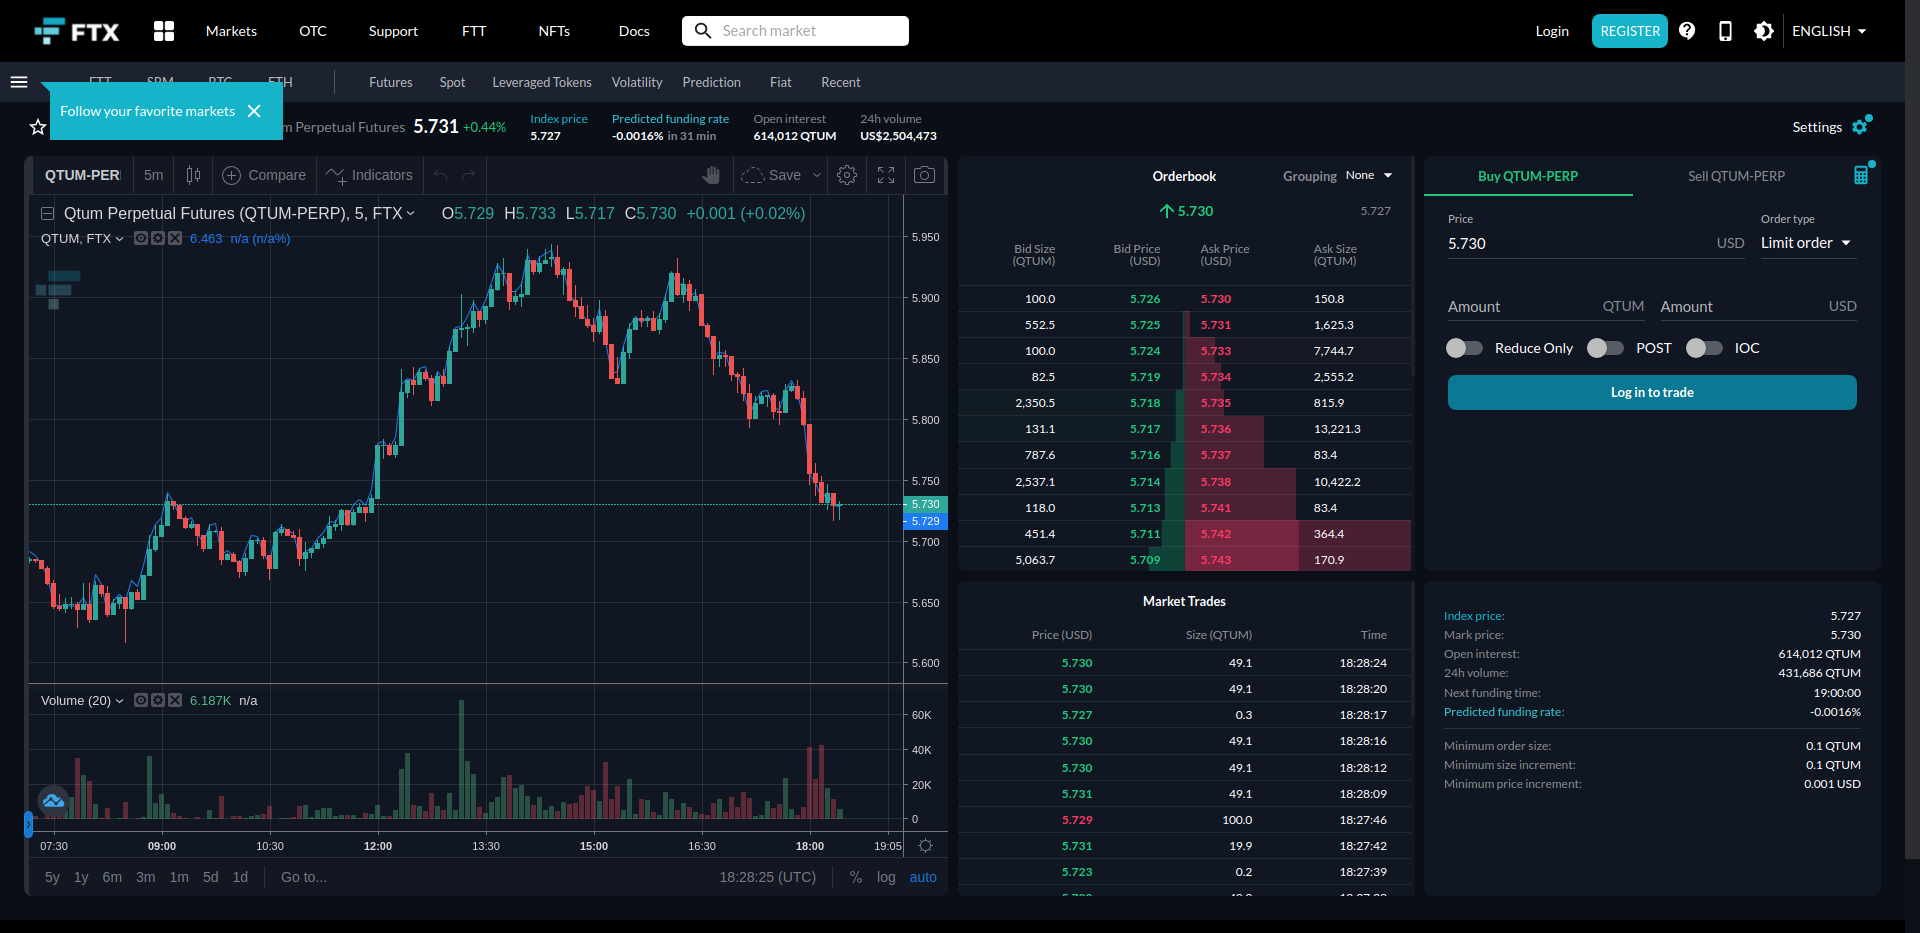 FTX
Markets
OTC
Support
FTT
NFTs
Docs
Search market
Login
REGISTER
ENGLISH
FTT SRM BTC ETH
Futures
Spot
Leveraged Tokens
Volatility
Prediction
Fiat
Recent
Follow your favorite markets
Perpetual Futures 5.731 +0.44%
Index price
5.727
Predicted funding rate
-0.0016% in 31 min
Open interest
614,012 QTUM
24h volume
US$2,504,473
Settings
QTUM-PER
5m
Compare
Indicators
Save
Qtum Perpetual Futures (QTUM-PERP), 5, FTX
O5.729 H5.733 L5.717 C5.730 +0.001 (+0.02%)
QTUM, FTX
6.463 n/a (n/a%)
5.950
5.900
5.850
5.800
5.750
5.730
5.729
5.700
5.650
5.600
Volume (20)
6.187K n/a
60K
40K
20K
0
07:30 09:00 10:30 12:00 13:30 15:00 16:30 18:00 19:05
5y 1y 6m 3m 1m 5d 1d Go to...
18:28:25 (UTC)
% log auto
Orderbook
Grouping None
5.730
5.727
Bid Size (QTUM) Bid Price (USD) Ask Price (USD) Ask Size (QTUM)
100.0 5.726 5.730 150.8
552.5 5.725 5.731 1,625.3
100.0 5.724 5.733 7,744.7
82.5 5.719 5.734 2,555.2
2,350.5 5.718 5.735 815.9
131.1 5.717 5.736 13,221.3
787.6 5.716 5.737 83.4
2,537.1 5.714 5.738 10,422.2
118.0 5.713 5.741 83.4
451.4 5.711 5.742 364.4
5,063.7 5.709 5.743 170.9
Market Trades
Price (USD) Size (QTUM) Time
5.730 49.1 18:28:24
5.730 49.1 18:28:20
5.727 0.3 18:28:17
5.730 49.1 18:28:16
5.730 49.1 18:28:12
5.731 49.1 18:28:09
5.729 100.0 18:27:46
5.731 19.9 18:27:42
5.723 0.2 18:27:39
Buy QTUM-PERP
Sell QTUM-PERP
Price
5.730 USD
Order type
Limit order
Amount QTUM
Amount USD
Reduce Only
POST
IOC
Log in to trade
Index price: 5.727
Mark price: 5.730
Open interest: 614,012 QTUM
24h volume: 431,686 QTUM
Next funding time: 19:00:00
Predicted funding rate: -0.0016%
Minimum order size: 0.1 QTUM
Minimum size increment: 0.1 QTUM
Minimum price increment: 0.001 USD